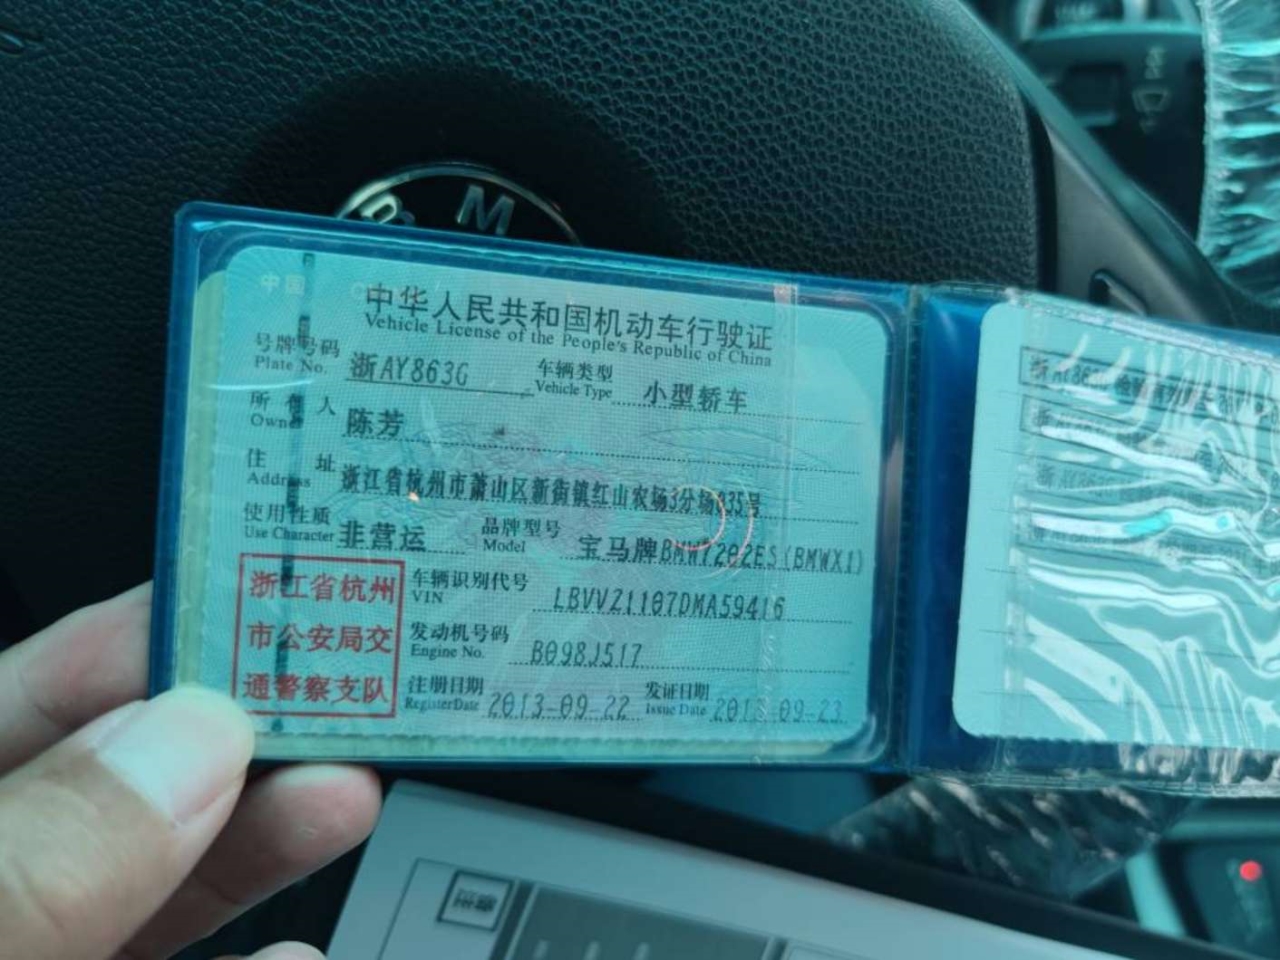 中华人民共和国机动车行驶证
Vehicle License of the People's Republic of China
号牌号码 浙AY863G 车辆类型 小型轿车
Plate No. Vehicle Type
所有人 陈芳
Owner
住址 浙江省杭州市萧山区新街镇红山农场3分场035号
Address
使用性质 非营运 品牌型号 宝马牌BMW7202ES(BMWX1)
Use Character Model
浙江省杭州
市公安局交
通警察支队
车辆识别代号 LBVVZ1107DMA59416
VIN
发动机号码 B098J517
Engine No.
注册日期 2013-09-22 发证日期 2013-09-23
Register Date Issue Date
M